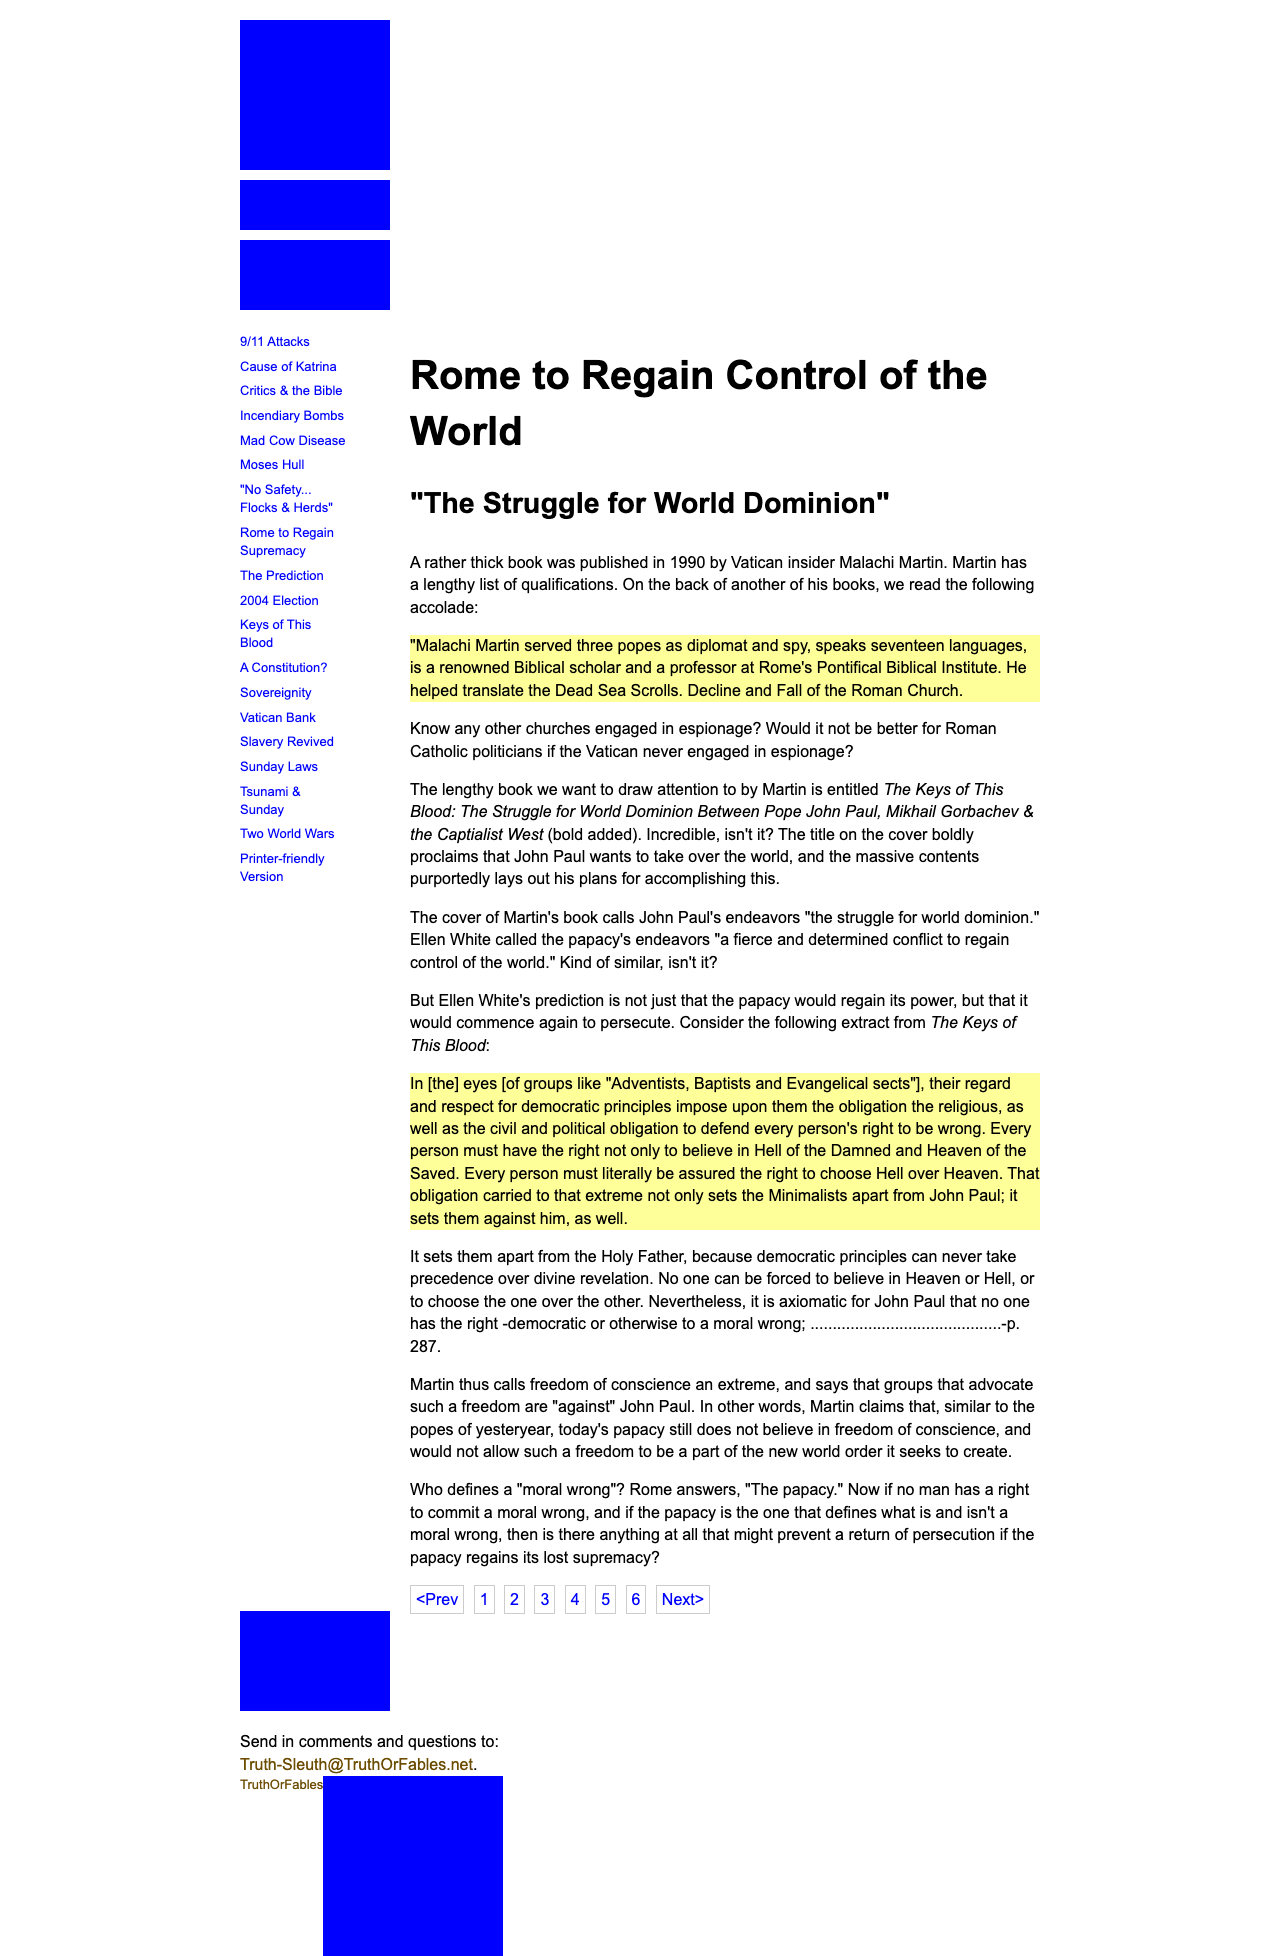 9/11 Attacks
Cause of Katrina
Critics & the Bible
Incendiary Bombs
Mad Cow Disease
Moses Hull
"No Safety...
Flocks & Herds"
Rome to Regain
Supremacy
The Prediction
2004 Election
Keys of This
Blood
A Constitution?
Sovereignity
Vatican Bank
Slavery Revived
Sunday Laws
Tsunami &
Sunday
Two World Wars
Printer-friendly
Version
Rome to Regain Control of the
World
"The Struggle for World Dominion"
A rather thick book was published in 1990 by Vatican insider Malachi Martin. Martin has
a lengthy list of qualifications. On the back of another of his books, we read the following
accolade:
"Malachi Martin served three popes as diplomat and spy, speaks seventeen languages,
is a renowned Biblical scholar and a professor at Rome's Pontifical Biblical Institute. He
helped translate the Dead Sea Scrolls. Decline and Fall of the Roman Church.
Know any other churches engaged in espionage? Would it not be better for Roman
Catholic politicians if the Vatican never engaged in espionage?
The lengthy book we want to draw attention to by Martin is entitled The Keys of This
Blood: The Struggle for World Dominion Between Pope John Paul, Mikhail Gorbachev &
the Captialist West (bold added). Incredible, isn't it? The title on the cover boldly
proclaims that John Paul wants to take over the world, and the massive contents
purportedly lays out his plans for accomplishing this.
The cover of Martin's book calls John Paul's endeavors "the struggle for world dominion."
Ellen White called the papacy's endeavors "a fierce and determined conflict to regain
control of the world." Kind of similar, isn't it?
But Ellen White's prediction is not just that the papacy would regain its power, but that it
would commence again to persecute. Consider the following extract from The Keys of
This Blood:
In [the] eyes [of groups like "Adventists, Baptists and Evangelical sects"], their regard
and respect for democratic principles impose upon them the obligation the religious, as
well as the civil and political obligation to defend every person's right to be wrong. Every
person must have the right not only to believe in Hell of the Damned and Heaven of the
Saved. Every person must literally be assured the right to choose Hell over Heaven. That
obligation carried to that extreme not only sets the Minimalists apart from John Paul; it
sets them against him, as well.
It sets them apart from the Holy Father, because democratic principles can never take
precedence over divine revelation. No one can be forced to believe in Heaven or Hell, or
to choose the one over the other. Nevertheless, it is axiomatic for John Paul that no one
has the right -democratic or otherwise to a moral wrong; ...........................................-p.
287.
Martin thus calls freedom of conscience an extreme, and says that groups that advocate
such a freedom are "against" John Paul. In other words, Martin claims that, similar to the
popes of yesteryear, today's papacy still does not believe in freedom of conscience, and
would not allow such a freedom to be a part of the new world order it seeks to create.
Who defines a "moral wrong"? Rome answers, "The papacy." Now if no man has a right
to commit a moral wrong, and if the papacy is the one that defines what is and isn't a
moral wrong, then is there anything at all that might prevent a return of persecution if the
papacy regains its lost supremacy?
<Prev 1 2 3 4 5 6 Next>
Send in comments and questions to:
Truth-Sleuth@TruthOrFables.net.
TruthOrFables